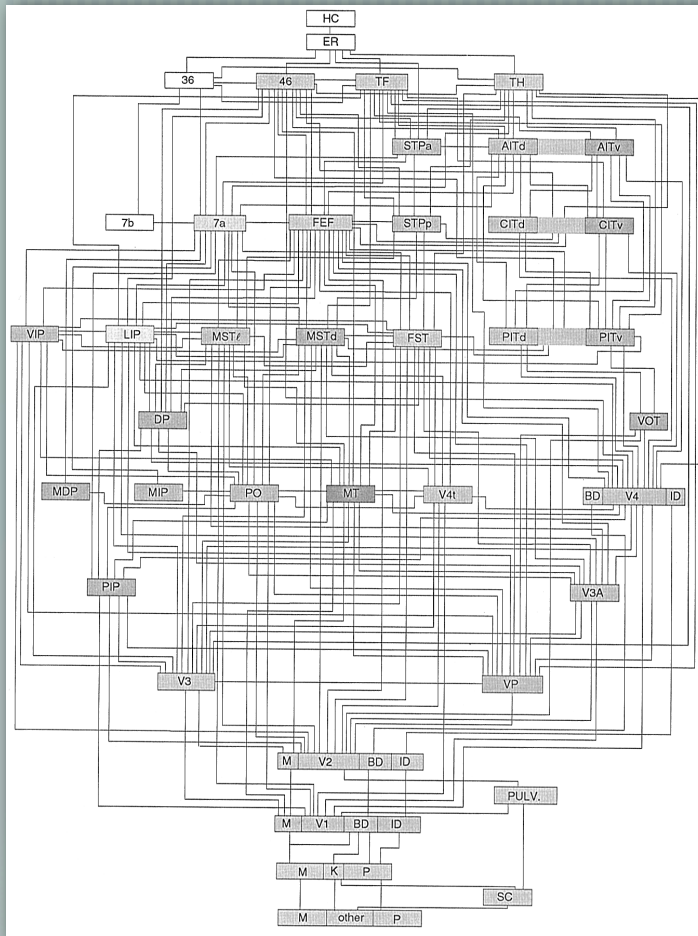 HC
ER
36 46 TF TH
STPa AITd AITv
7b 7a FEF STPp CITd CITv
VIP LIP MSTℓ MSTd FST PITd PITv
DP VOT
MDP MIP PO MT V4t BD V4 ID
PIP V3A
V3 VP
M V2 BD ID
PULV.
M V1 BD ID
M K P
SC
M other P